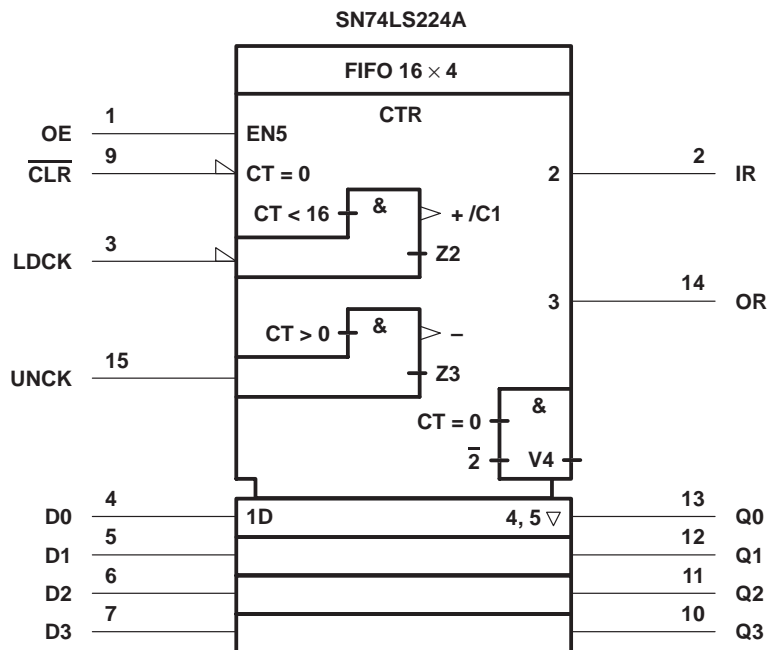 SN74LS224A
FIFO 16 × 4
CTR
OE 1 EN5
CLR 9 CT = 0 2 2 IR
CT < 16 & + /C1
LDCK 3 Z2
3 14 OR
CT > 0 & –
UNCK 15 Z3
CT = 0 &
2 V4
D0 4 1D 4, 5 ▽ 13 Q0
D1 5 12 Q1
D2 6 11 Q2
D3 7 10 Q3